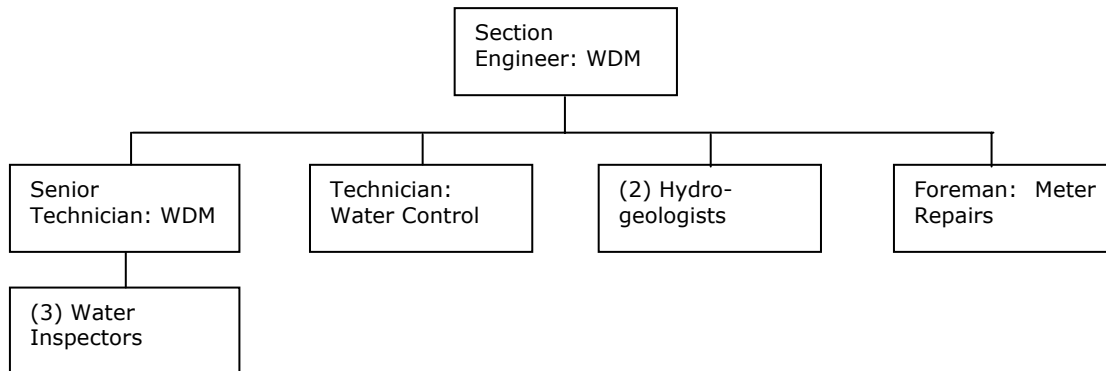 Section
Engineer: WDM
Senior
Technician: WDM
Technician:
Water Control
(2) Hydro-
geologists
Foreman: Meter
Repairs
(3) Water
Inspectors